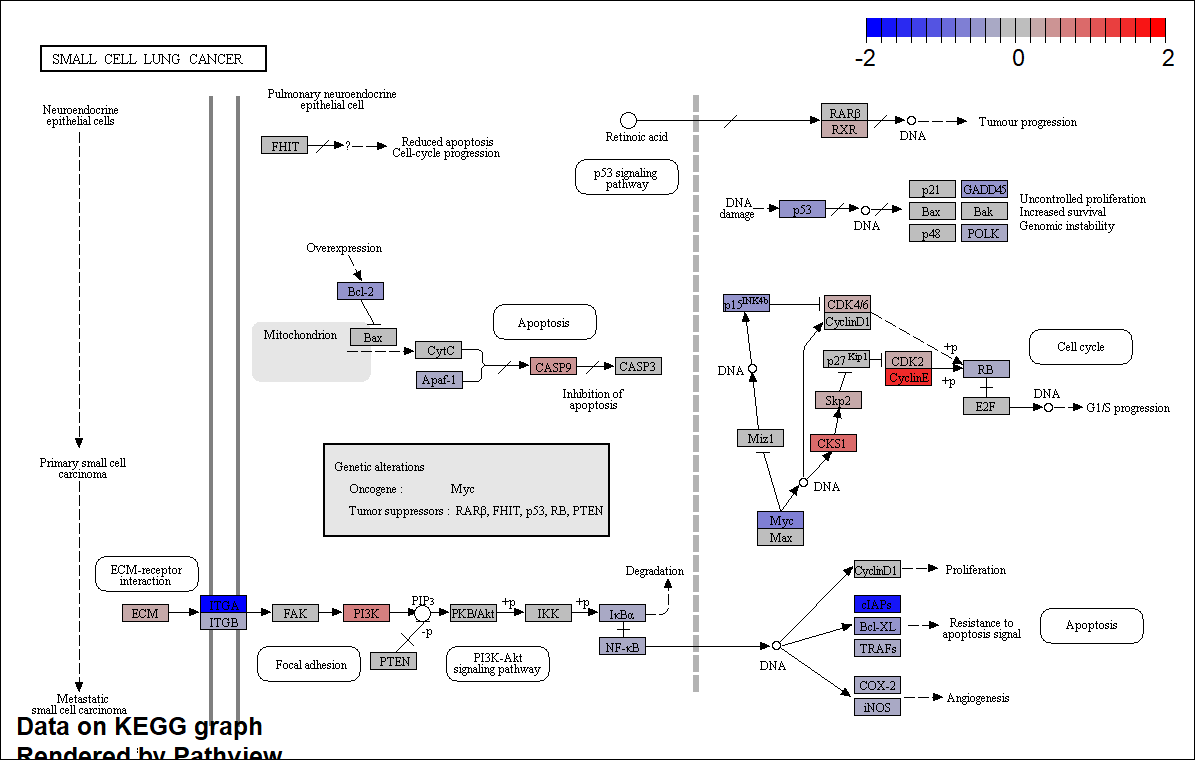 -2
0
2
SMALL CELL LUNG CANCER
Neuroendocrine
epithelial cells
Pulmonary neuroendocrine
epithelial cell
FHIT
?
Reduced apoptosis
Cell-cycle progression
Retinoic acid
RARβ
RXR
DNA
Tumour progression
p53 signaling
pathway
DNA
damage
p53
DNA
p21
GADD45
Bax
Bak
p48
POLK
Uncontrolled proliferation
Increased survival
Genomic instability
Overexpression
Bcl-2
Mitochondrion
Bax
CytC
Apaf-1
Apoptosis
CASP9
CASP3
Inhibition of
apoptosis
p15INK4b
CDK4/6
CyclinD1
+p
Cell cycle
DNA
p27 Kip1
CDK2
CyclinE
+p
RB
Skp2
E2F
DNA
G1/S progression
Miz1
CKS1
DNA
Myc
Max
Primary small cell
carcinoma
Genetic alterations
Oncogene : Myc
Tumor suppressors : RARβ, FHIT, p53, RB, PTEN
ECM-receptor
interaction
ECM
ITGA
ITGB
FAK
PI3K
PIP3
-p
PTEN
PKB/Akt
+p
IKK
+p
IκBα
NF-κB
Degradation
Focal adhesion
PI3K-Akt
signaling pathway
DNA
CyclinD1
Proliferation
cIAPs
Bcl-XL
TRAFs
Resistance to
apoptosis signal
Apoptosis
COX-2
iNOS
Angiogenesis
Metastatic
small cell carcinoma
Data on KEGG graph
Rendered by Pathview